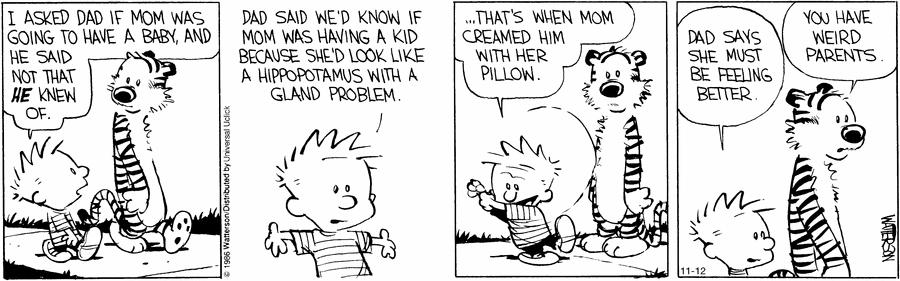 I ASKED DAD IF MOM WAS
GOING TO HAVE A BABY, AND
HE SAID
NOT THAT
HE KNEW
OF.
© 1986 Watterson/Distributed by Universal Uclick
DAD SAID WE'D KNOW IF
MOM WAS HAVING A KID
BECAUSE SHE'D LOOK LIKE
A HIPPOPOTAMUS WITH A
GLAND PROBLEM.
...THAT'S WHEN MOM
CREAMED HIM
WITH HER
PILLOW.
DAD SAYS
SHE MUST
BE FEELING
BETTER.
YOU HAVE
WEIRD
PARENTS.
11-12
WATTERSON